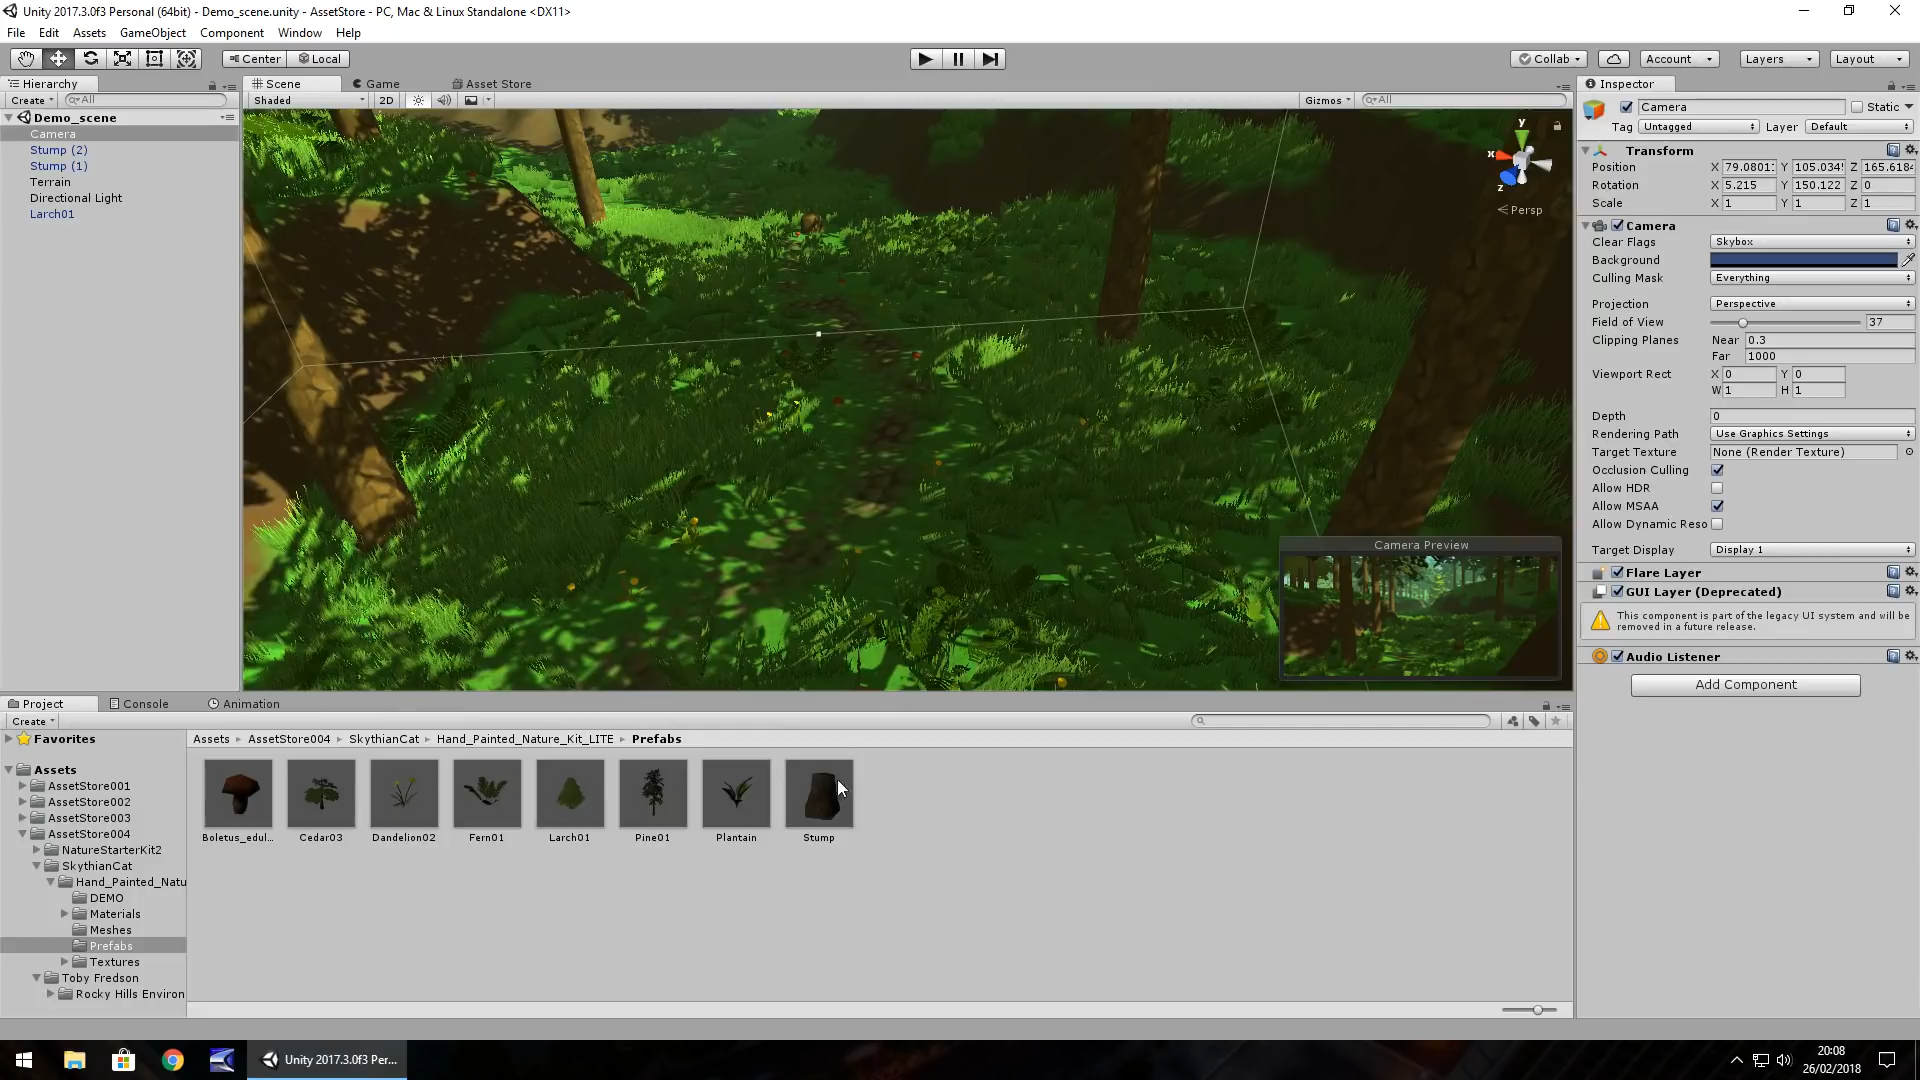 Unity 2017.3.0f3 Personal (64bit) - Demo_scene.unity - AssetStore - PC, Mac & Linux Standalone <DX11>
File Edit Assets GameObject Component Window Help
Center Local Collab Account Layers Layout
Hierarchy
Create All
Demo_scene
Camera
Stump (2)
Stump (1)
Terrain
Directional Light
Larch01
Scene Game Asset Store
Shaded 2D Gizmos All
y
x
z
Persp
Camera Preview
Inspector
Camera Static
Tag Untagged Layer Default
Transform
Position X 79.0801: Y 105.034! Z 165.618
Rotation X 5.215 Y 150.122 Z 0
Scale X 1 Y 1 Z 1
Camera
Clear Flags Skybox
Background
Culling Mask Everything
Projection Perspective
Field of View 37
Clipping Planes Near 0.3
Far 1000
Viewport Rect X 0 Y 0
W 1 H 1
Depth 0
Rendering Path Use Graphics Settings
Target Texture None (Render Texture)
Occlusion Culling
Allow HDR
Allow MSAA
Allow Dynamic Reso
Target Display Display 1
Flare Layer
GUI Layer (Deprecated)
This component is part of the legacy UI system and will be
removed in a future release.
Audio Listener
Add Component
Project Console Animation
Create
Favorites
Assets
AssetStore001
AssetStore002
AssetStore003
AssetStore004
NatureStarterKit2
SkythianCat
Hand_Painted_Natu
DEMO
Materials
Meshes
Prefabs
Textures
Toby Fredson
Rocky Hills Environ
Assets AssetStore004 SkythianCat Hand_Painted_Nature_Kit_LITE Prefabs
Boletus_edul... Cedar03 Dandelion02 Fern01 Larch01 Pine01 Plantain Stump
Unity 2017.3.0f3 Per...
20:08
26/02/2018